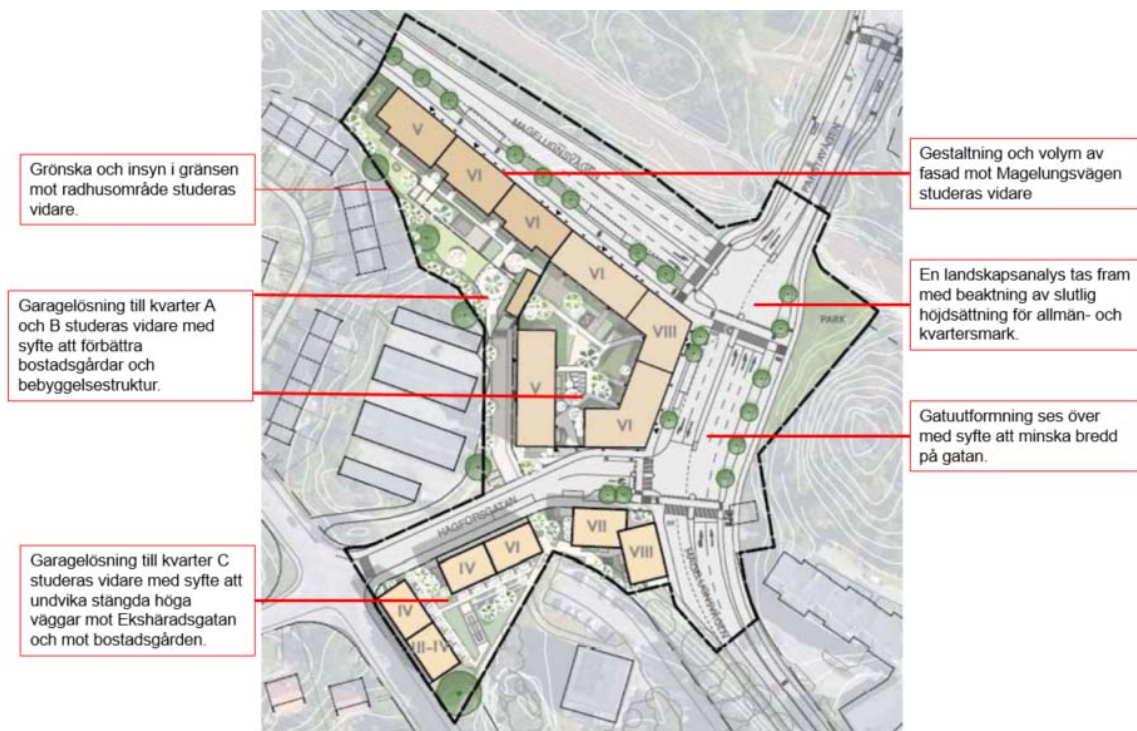 Grönska och insyn i gränsen
mot radhusområde studeras
vidare.
Garagelösning till kvarter A
och B studeras vidare med
syfte att förbättra
bostadsgårdar och
bebyggelsestruktur.
Garagelösning till kvarter C
studeras vidare med syfte att
undvika stängda höga
väggar mot Ekshäradsgatan
och mot bostadsgården.
V
VI
VI
VI
VIII
V
VI
MAGELUNGSVÄGEN
PARK
HAGFORSGATAN
VII
VIII
VI
IV
IV
III-IV
MAGELUNGSVÄGEN
Gestaltning och volym av
fasad mot Magelungsvägen
studeras vidare
En landskapsanalys tas fram
med beaktning av slutlig
höjdsättning för allmän- och
kvartersmark.
Gatuutformning ses över
med syfte att minska bredd
på gatan.